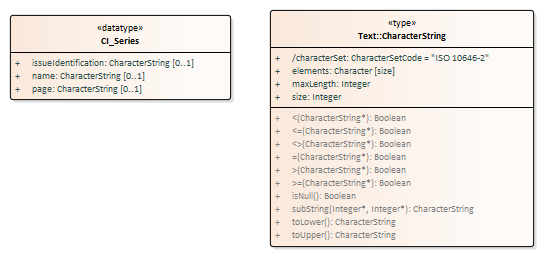 «datatype»
CI_Series
+ issueIdentification: CharacterString [0..1]
+ name: CharacterString [0..1]
+ page: CharacterString [0..1]
«type»
Text::CharacterString
+ /characterSet: CharacterSetCode = "ISO 10646-2"
+ elements: Character [size]
+ maxLength: Integer
+ size: Integer
+ <(CharacterString*): Boolean
+ <=(CharacterString*): Boolean
+ <>(CharacterString*): Boolean
+ =(CharacterString*): Boolean
+ >(CharacterString*): Boolean
+ >=(CharacterString*): Boolean
+ isNull(): Boolean
+ subString(Integer*, Integer*): CharacterString
+ toLower(): CharacterString
+ toUpper(): CharacterString